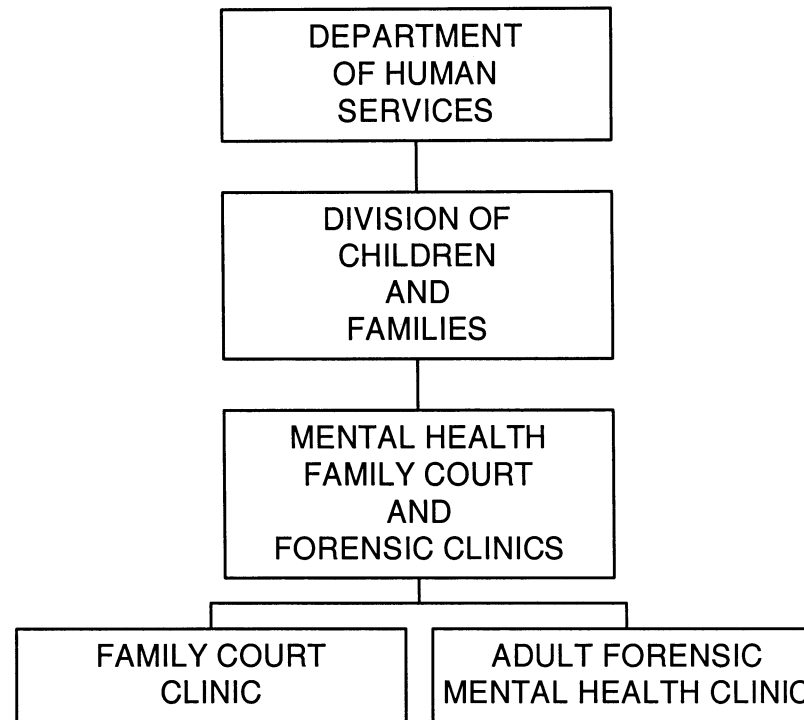 DEPARTMENT
OF HUMAN
SERVICES
DIVISION OF
CHILDREN
AND
FAMILIES
MENTAL HEALTH
FAMILY COURT
AND
FORENSIC CLINICS
FAMILY COURT
CLINIC
ADULT FORENSIC
MENTAL HEALTH CLINIC